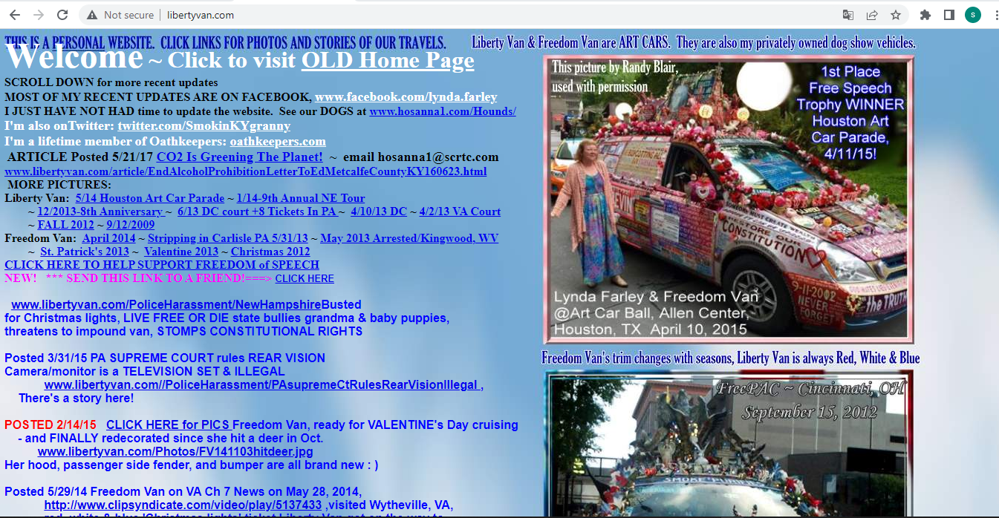 Not secure
libertyvan.com
THIS IS A PERSONAL WEBSITE. CLICK LINKS FOR PHOTOS AND STORIES OF OUR TRAVELS.
Liberty Van & Freedom Van are ART CARS. They are also my privately owned dog show vehicles.
Welcome ~ Click to visit OLD Home Page
SCROLL DOWN for more recent updates
MOST OF MY RECENT UPDATES ARE ON FACEBOOK, www.facebook.com/lynda.farley
I JUST HAVE NOT HAD time to update the website. See our DOGS at www.hosanna1.com/Hounds/
I'm also onTwitter: twitter.com/SmokinKYgranny
I'm a lifetime member of Oathkeepers: oathkeepers.com
ARTICLE Posted 5/21/17 CO2 Is Greening The Planet! ~ email hosanna1@scrtc.com
www.libertyvan.com/article/EndAlcoholProhibitionLetterToEdMetcalfeCountyKY160623.html
MORE PICTURES:
Liberty Van: 5/14 Houston Art Car Parade ~ 1/14-9th Annual NE Tour
~ 12/2013-8th Anniversary ~ 6/13 DC court +8 Tickets In PA ~ 4/10/13 DC ~ 4/2/13 VA Court
~ FALL 2012 ~ 9/12/2009
Freedom Van: April 2014 ~ Stripping in Carlisle PA 5/31/13 ~ May 2013 Arrested/Kingwood, WV
~ St. Patrick's 2013 ~ Valentine 2013 ~ Christmas 2012
CLICK HERE TO HELP SUPPORT FREEDOM of SPEECH
NEW! *** SEND THIS LINK TO A FRIEND!===> CLICK HERE
www.libertyvan.com/PoliceHarassment/NewHampshireBusted
for Christmas lights, LIVE FREE OR DIE state bullies grandma & baby puppies,
threatens to impound van, STOMPS CONSTITUTIONAL RIGHTS
Posted 3/31/15 PA SUPREME COURT rules REAR VISION
Camera/monitor is a TELEVISION SET & ILLEGAL
www.libertyvan.com//PoliceHarassment/PAsupremeCtRulesRearVisionIllegal ,
There's a story here!
POSTED 2/14/15 CLICK HERE for PICS Freedom Van, ready for VALENTINE's Day cruising
- and FINALLY redecorated since she hit a deer in Oct.
www.libertyvan.com/Photos/FV141103hitdeer.jpg
Her hood, passenger side fender, and bumper are all brand new : )
Posted 5/29/14 Freedom Van on VA Ch 7 News on May 28, 2014,
http://www.clipsyndicate.com/video/play/5137433 ,visited Wytheville, VA,
red, white & blue 'Christmas lights' ticket Liberty Van got on the way to
This picture by Randy Blair,
used with permission
1st Place
Free Speech
Trophy WINNER
Houston Art
Car Parade,
4/11/15!
CONSTITUTION
9-11-2002
NEVER
FORGET
the TRUTH
Lynda Farley & Freedom Van
@Art Car Ball, Allen Center,
Houston, TX April 10, 2015
Freedom Van's trim changes with seasons, Liberty Van is always Red, White & Blue
FreePAC ~ Cincinnati, OH
September 15, 2012